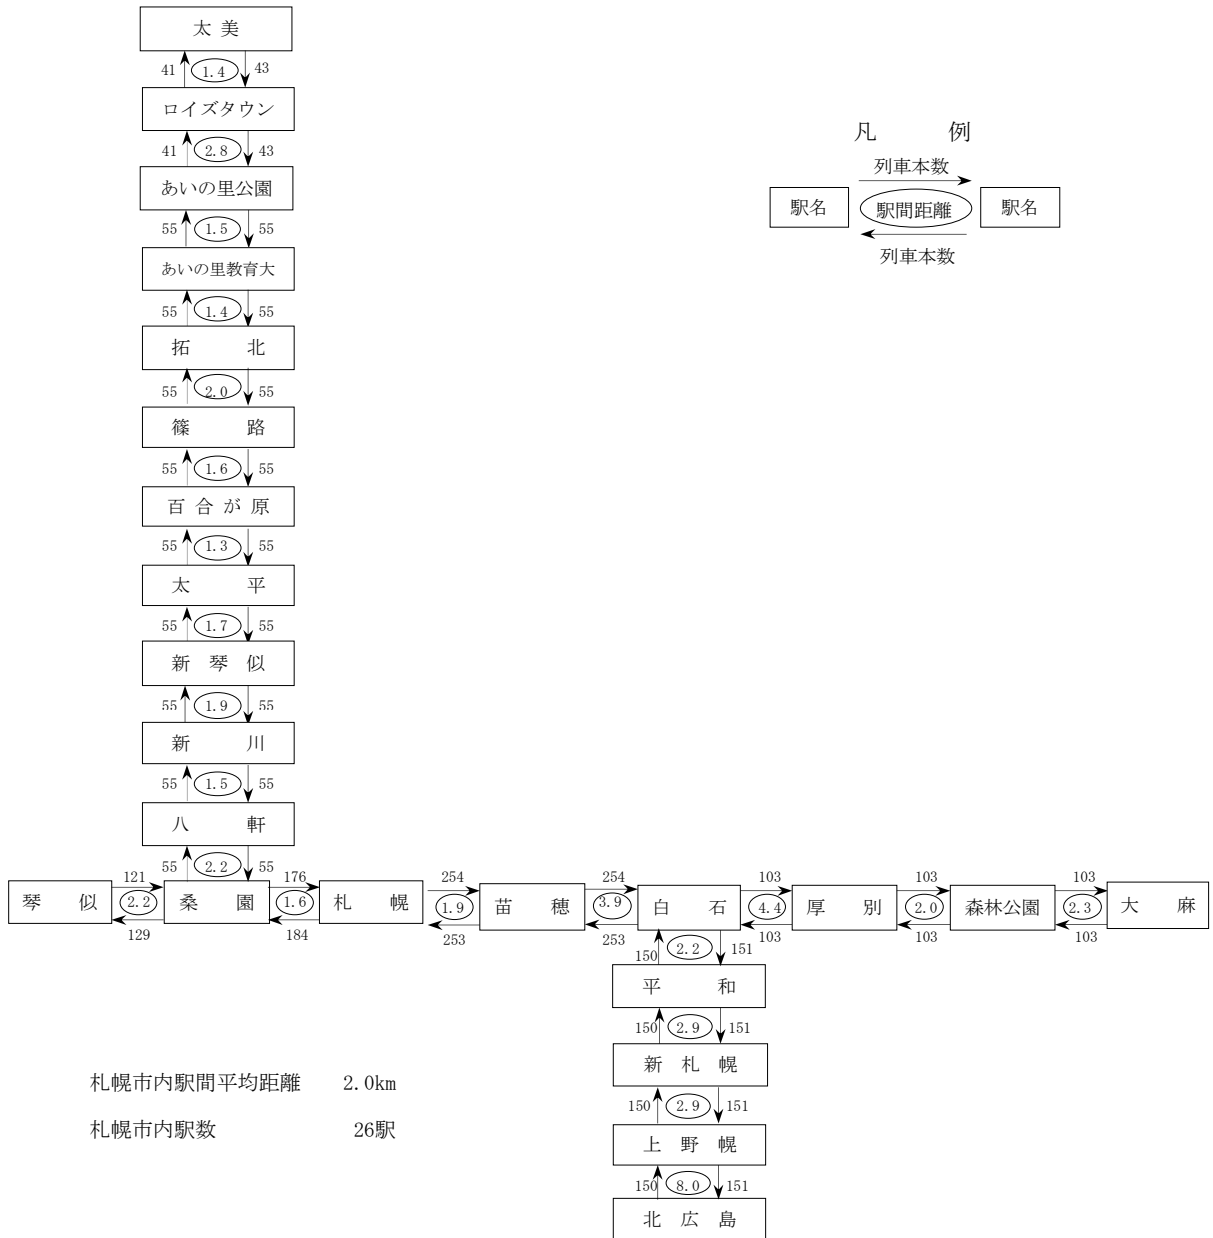 太 美
41 1.4 43
ロイズタウン
41 2.8 43
あいの里公園
55 1.5 55
あいの里教育大
55 1.4 55
拓 北
55 2.0 55
篠 路
55 1.6 55
百 合 が 原
55 1.3 55
太 平
55 1.7 55
新 琴 似
55 1.9 55
新 川
55 1.5 55
八 軒
55 2.2 55
凡 例
列車本数
駅名 駅間距離 駅名
列車本数
121 176 254 254 103 103 103
琴 似 2.2 桑 園 1.6 札 幌 1.9 苗 穂 3.9 白 石 4.4 厚 別 2.0 森林公園 2.3 大 麻
129 184 253 253 103 103 103
150 2.2 151
平 和
150 2.9 151
新 札 幌
150 2.9 151
上 野 幌
150 8.0 151
北 広 島
札幌市内駅間平均距離 2.0km
札幌市内駅数 26駅